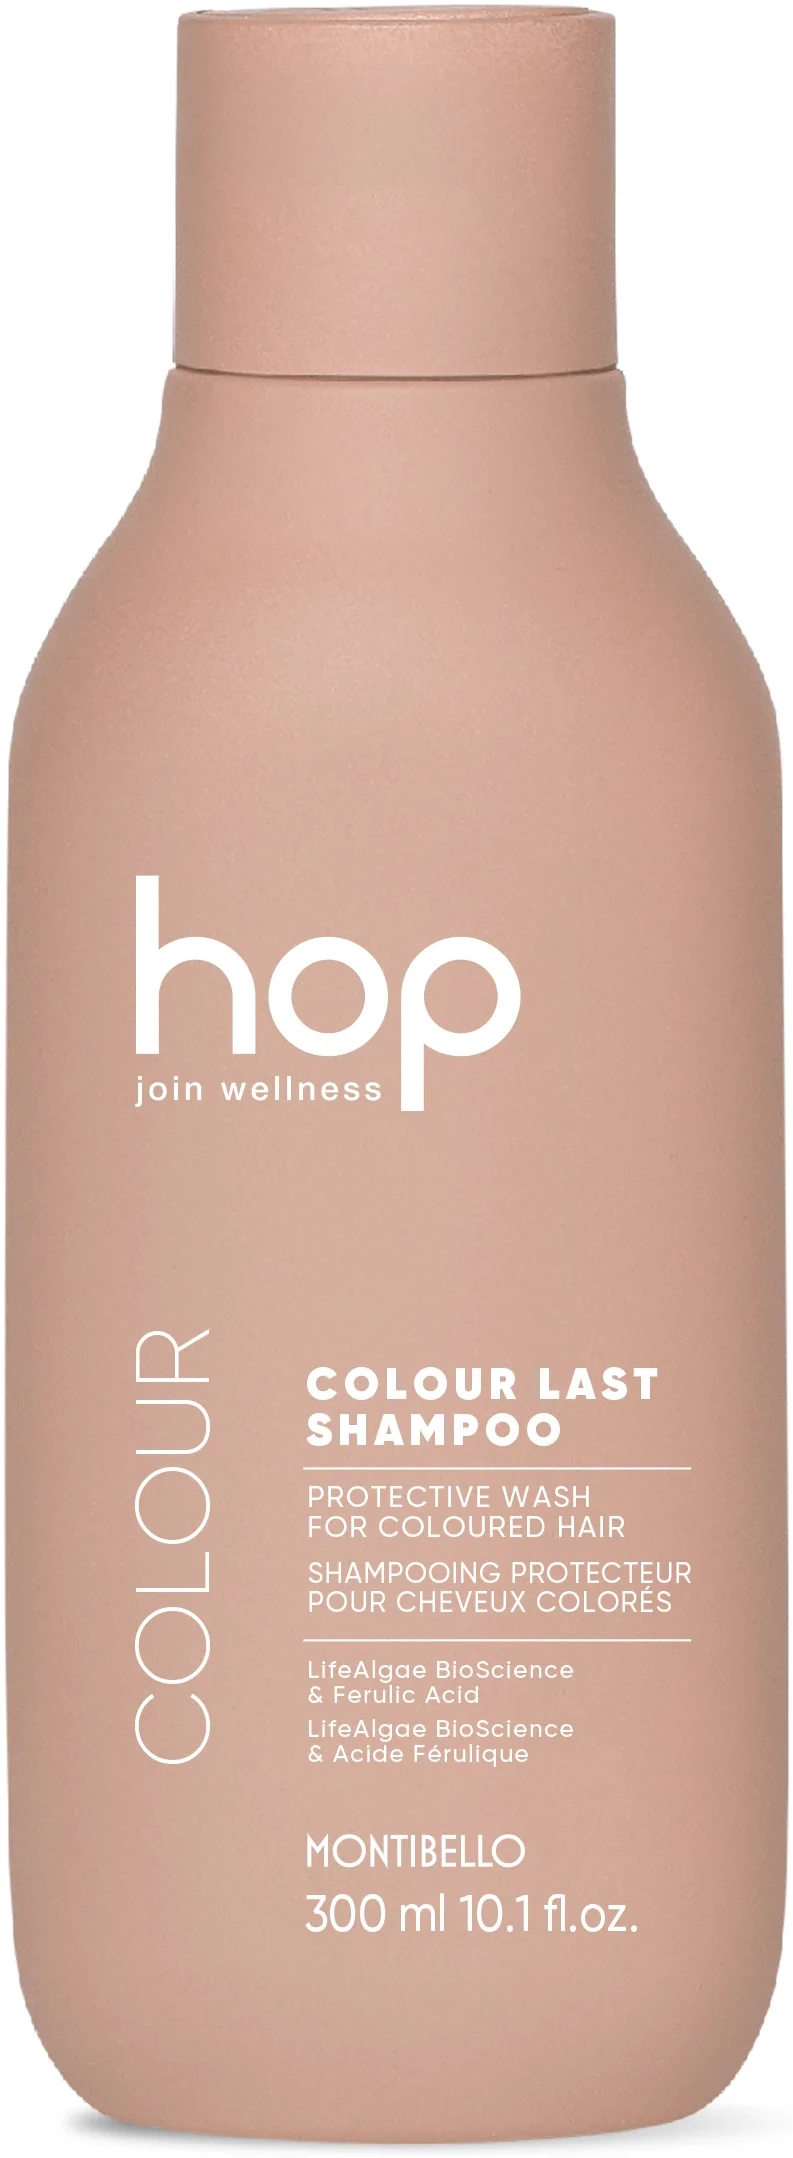 hop
join wellness
COLOUR
COLOUR LAST
SHAMPOO
PROTECTIVE WASH
FOR COLOURED HAIR
SHAMPOOING PROTECTEUR
POUR CHEVEUX COLORÉS
LifeAlgae BioScience
& Ferulic Acid
LifeAlgae BioScience
& Acide Férulique
MONTIBELLO
300 ml 10.1 fl.oz.